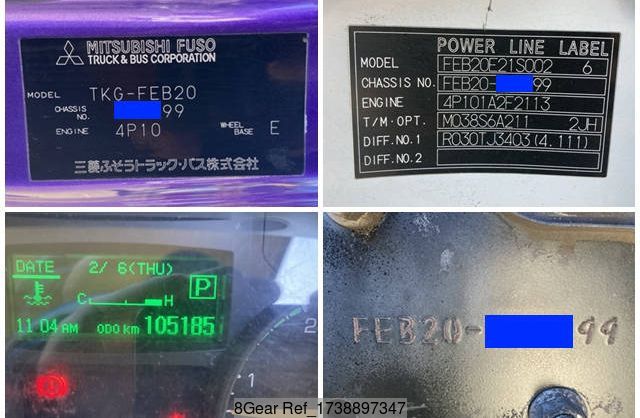 MITSUBISHI FUSO
TRUCK & BUS CORPORATION
MODEL TKG-FEB20
CHASSIS NO. 99
ENGINE 4P10 WHEEL BASE E
三菱ふそうトラック・バス株式会社
POWER LINE LABEL
MODEL FEB20E21S002 6
CHASSIS NO. FEB20- 99
ENGINE 4P101A2F2113
T/M·OPT. M038S6A211 2JH
DIFF.NO.1 R030TJ3403(4.111)
DIFF.NO.2
DATE 2/ 6(THU)
C H P
11:04 AM ODO km 105185
2
1
FEB20- 99
8Gear Ref_1738897347